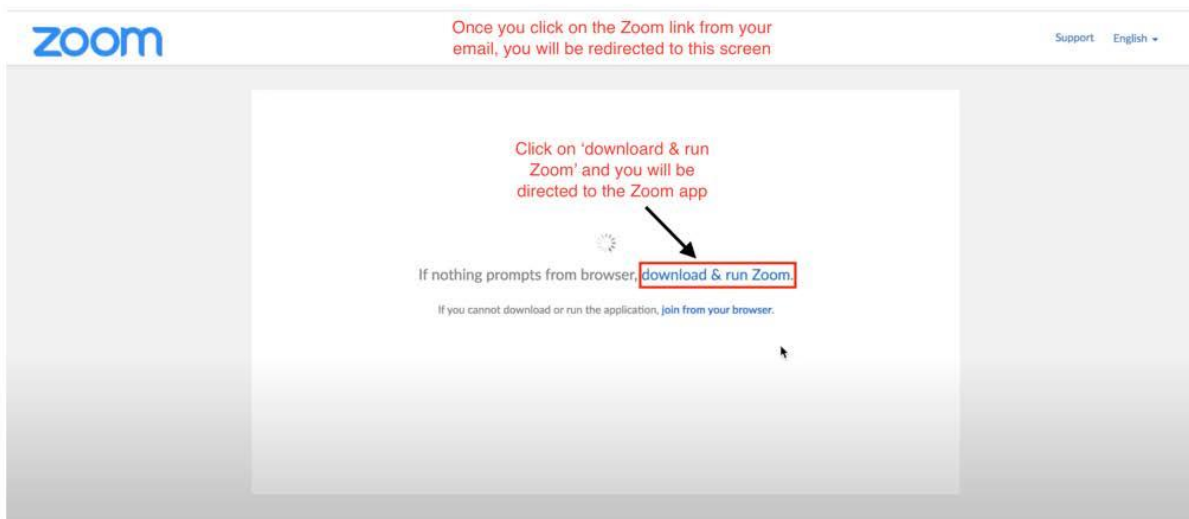 zoom
Once you click on the Zoom link from your
email, you will be redirected to this screen
Support English
Click on ‘downloard & run
Zoom’ and you will be
directed to the Zoom app
If nothing prompts from browser, download & run Zoom.
If you cannot download or run the application, join from your browser.